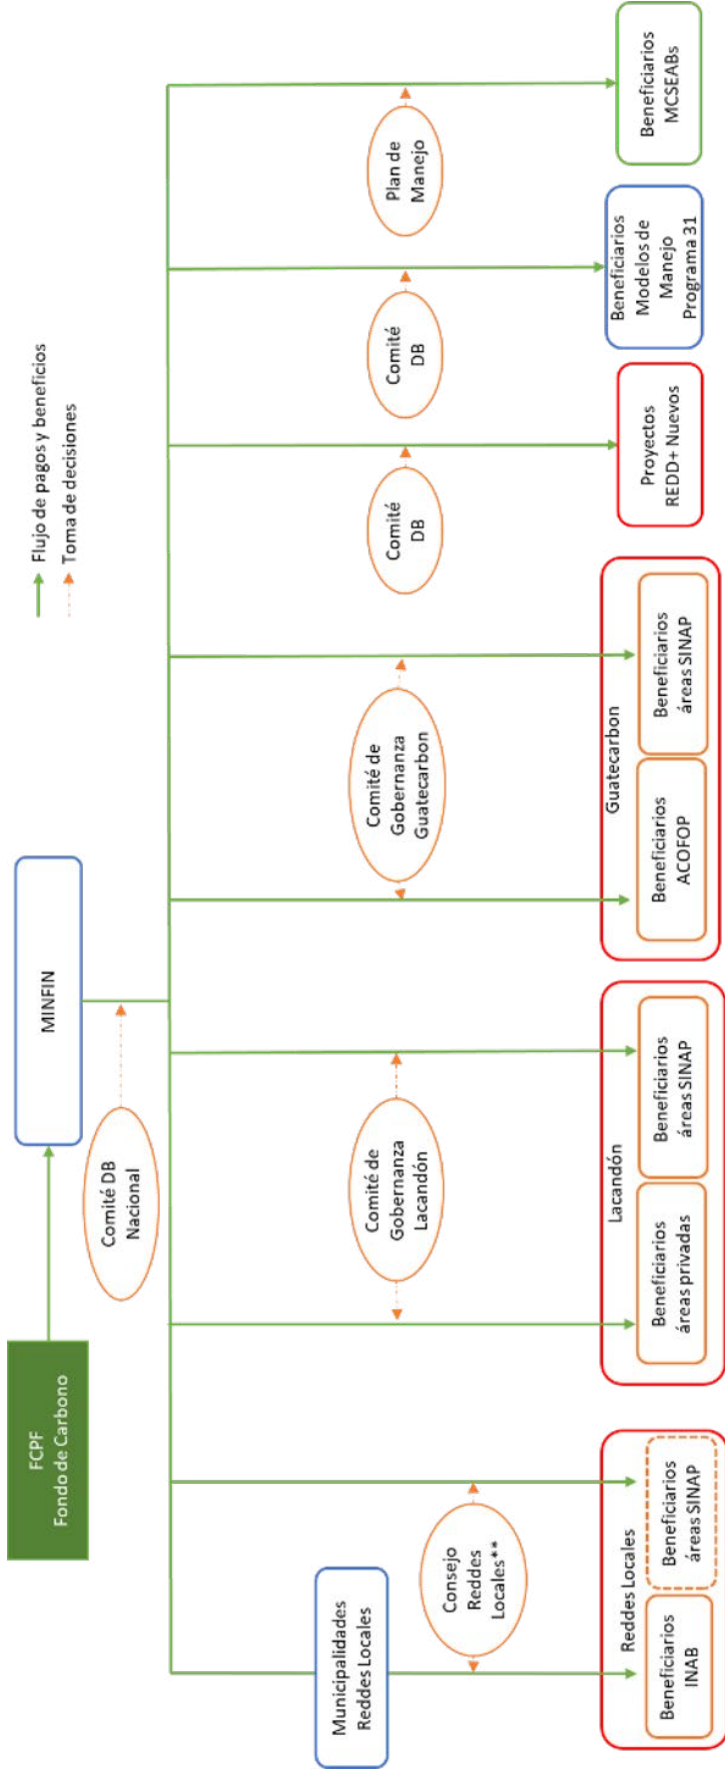 FCPF
Fondo de Carbono
MINFIN
Flujo de pagos y beneficios
Toma de decisiones
Comité DB
Nacional
Municipalidades
Reddes Locales
Consejo
Reddes
Locales**
Comité de
Gobernanza
Lacandón
Comité de
Gobernanza
Guatecarbon
Comité
DB
Comité
DB
Plan de
Manejo
Reddes Locales
Beneficiarios
INAB
Beneficiarios
áreas SINAP
Lacandón
Beneficiarios
áreas privadas
Beneficiarios
áreas SINAP
Guatecarbon
Beneficiarios
ACOFOP
Beneficiarios
áreas SINAP
Proyectos
REDD+ Nuevos
Beneficiarios
Modelos de
Manejo
Programa 31
Beneficiarios
MCSEABs